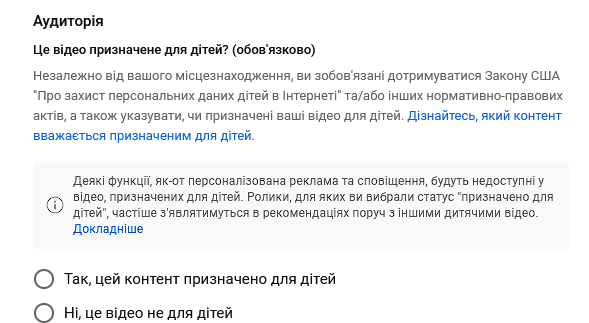 Аудиторія
Це відео призначене для дітей? (обов'язково)
Незалежно від вашого місцезнаходження, ви зобов'язані дотримуватися Закону США
"Про захист персональних даних дітей в Інтернеті" та/або інших нормативно-правових
актів, а також указувати, чи призначені ваші відео для дітей. Дізнайтесь, який контент
вважається призначеним для дітей.
Деякі функції, як-от персоналізована реклама та сповіщення, будуть недоступні у
відео, призначених для дітей. Ролики, для яких ви вибрали статус "призначено для
дітей", частіше з'являтимуться в рекомендаціях поруч з іншими дитячими відео.
Докладніше
Так, цей контент призначено для дітей
Ні, це відео не для дітей